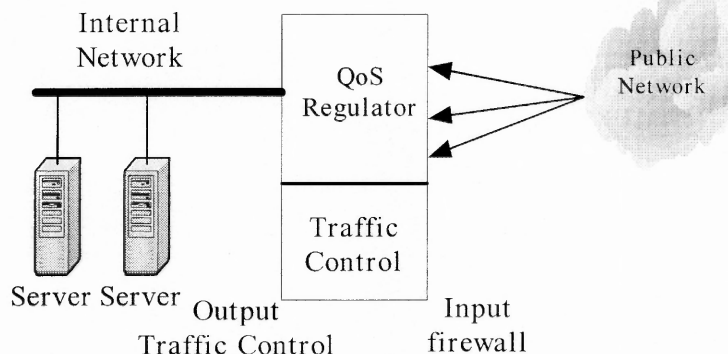 Internal
Network
QoS
Regulator
Public
Network
Traffic
Control
Server Server
Output
Traffic Control
Input
firewall